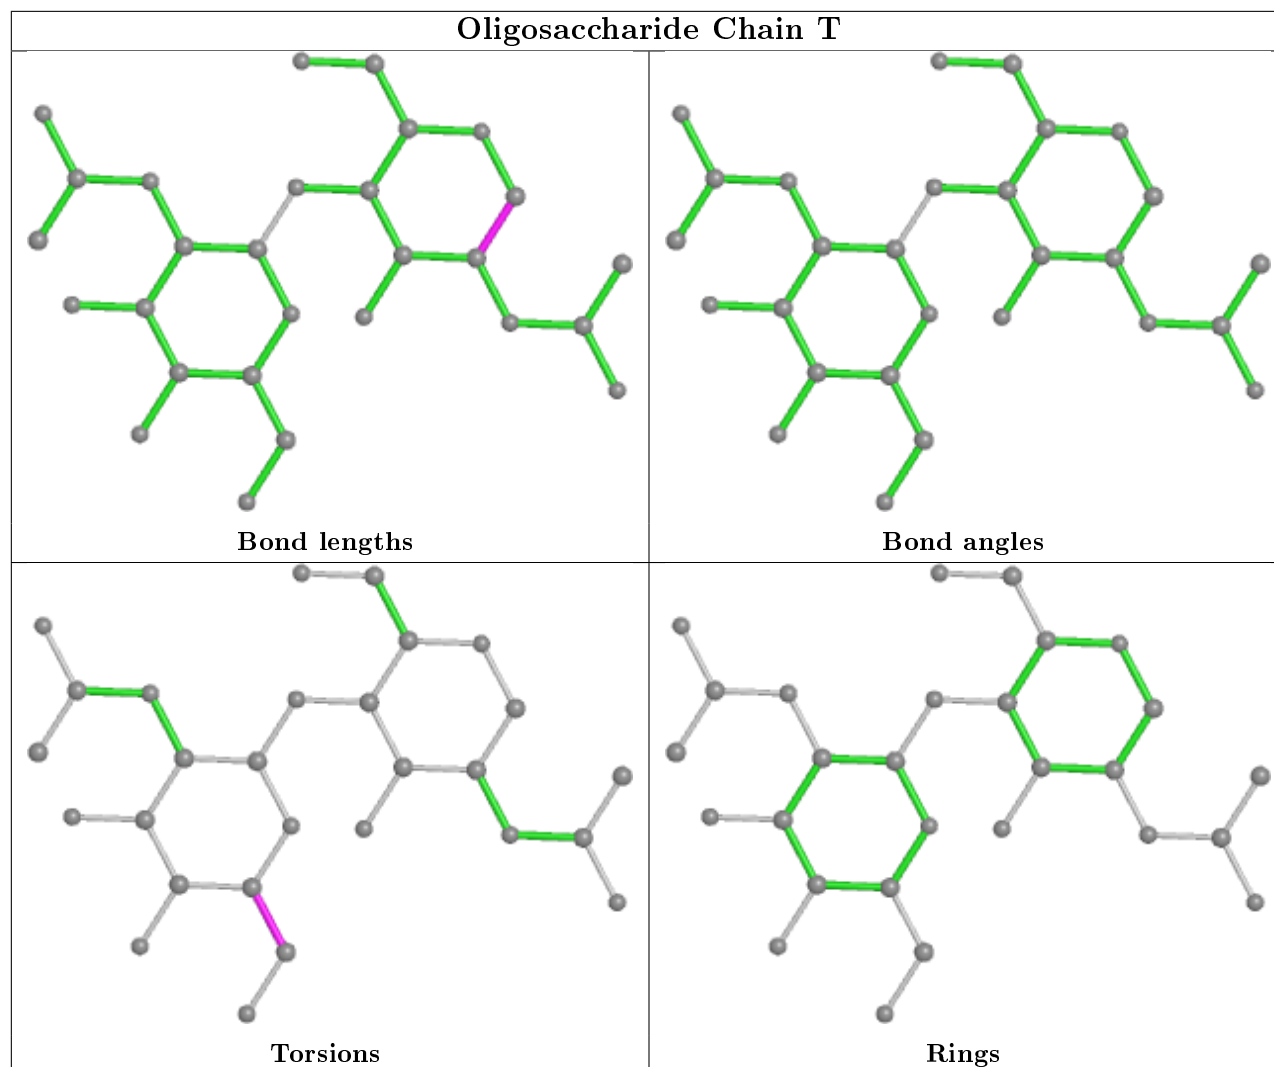 Oligosaccharide Chain T
Bond lengths
Bond angles
Torsions
Rings